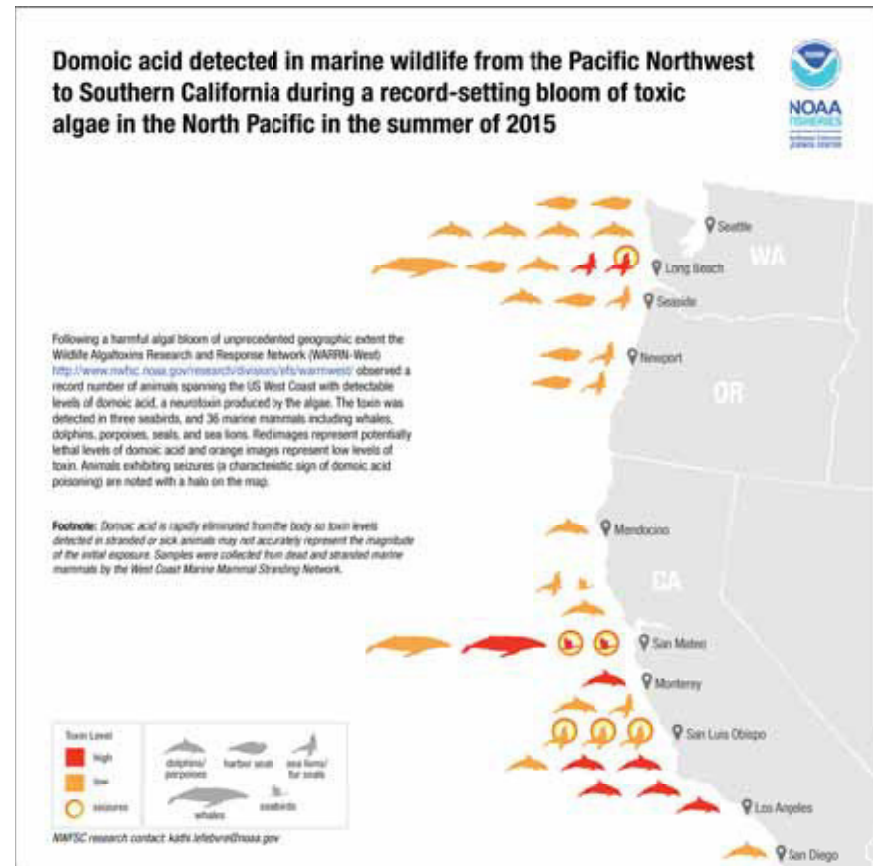 Domoic acid detected in marine wildlife from the Pacific Northwest
to Southern California during a record-setting bloom of toxic
algae in the North Pacific in the summer of 2015
NOAA
FISHERIES
Seattle
WA
Long Beach
Seaside
Following a harmful algal bloom of unprecedented geographic extent the
Wildlife Algaltoxins Research and Response Network (WARRN-West)
http://www.nwfsc.noaa.gov/research/divisions/efs/warrnwest/ observed a
record number of animals spanning the US West Coast with detectable
levels of domoic acid, a neurotoxin produced by the algae. The toxin was
detected in three seabirds, and 36 marine mammals including whales,
dolphins, porpoises, seals, and sea lions. Red images represent potentially
lethal levels of domoic acid and orange images represent low levels of
toxin. Animals exhibiting seizures (a characteristic sign of domoic acid
poisoning) are noted with a halo on the map.
Newport
OR
Footnote: Domoic acid is rapidly eliminated from the body so toxin levels
detected in stranded or sick animals may not accurately represent the magnitude
of the initial exposure. Samples were collected from dead and stranded marine
mammals by the West Coast Marine Mammal Stranding Network.
Mendocino
CA
San Mateo
Monterey
San Luis Obispo
Los Angeles
San Diego
Toxin Level
high
low
seizures
dolphins/
porpoises
harbor seal
sea lions/
fur seals
whales
seabirds
NWFSC research contact: kathi.lefebvre@noaa.gov